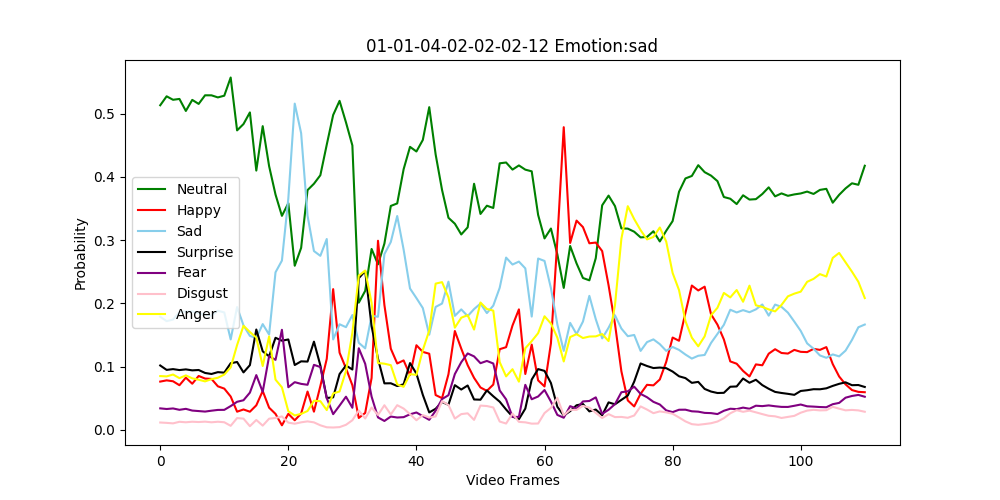 01-01-04-02-02-02-12 Emotion:sad
Probability
0.5
0.4
0.3
0.2
0.1
0.0
Neutral
Happy
Sad
Surprise
Fear
Disgust
Anger
0 20 40 60 80 100
Video Frames